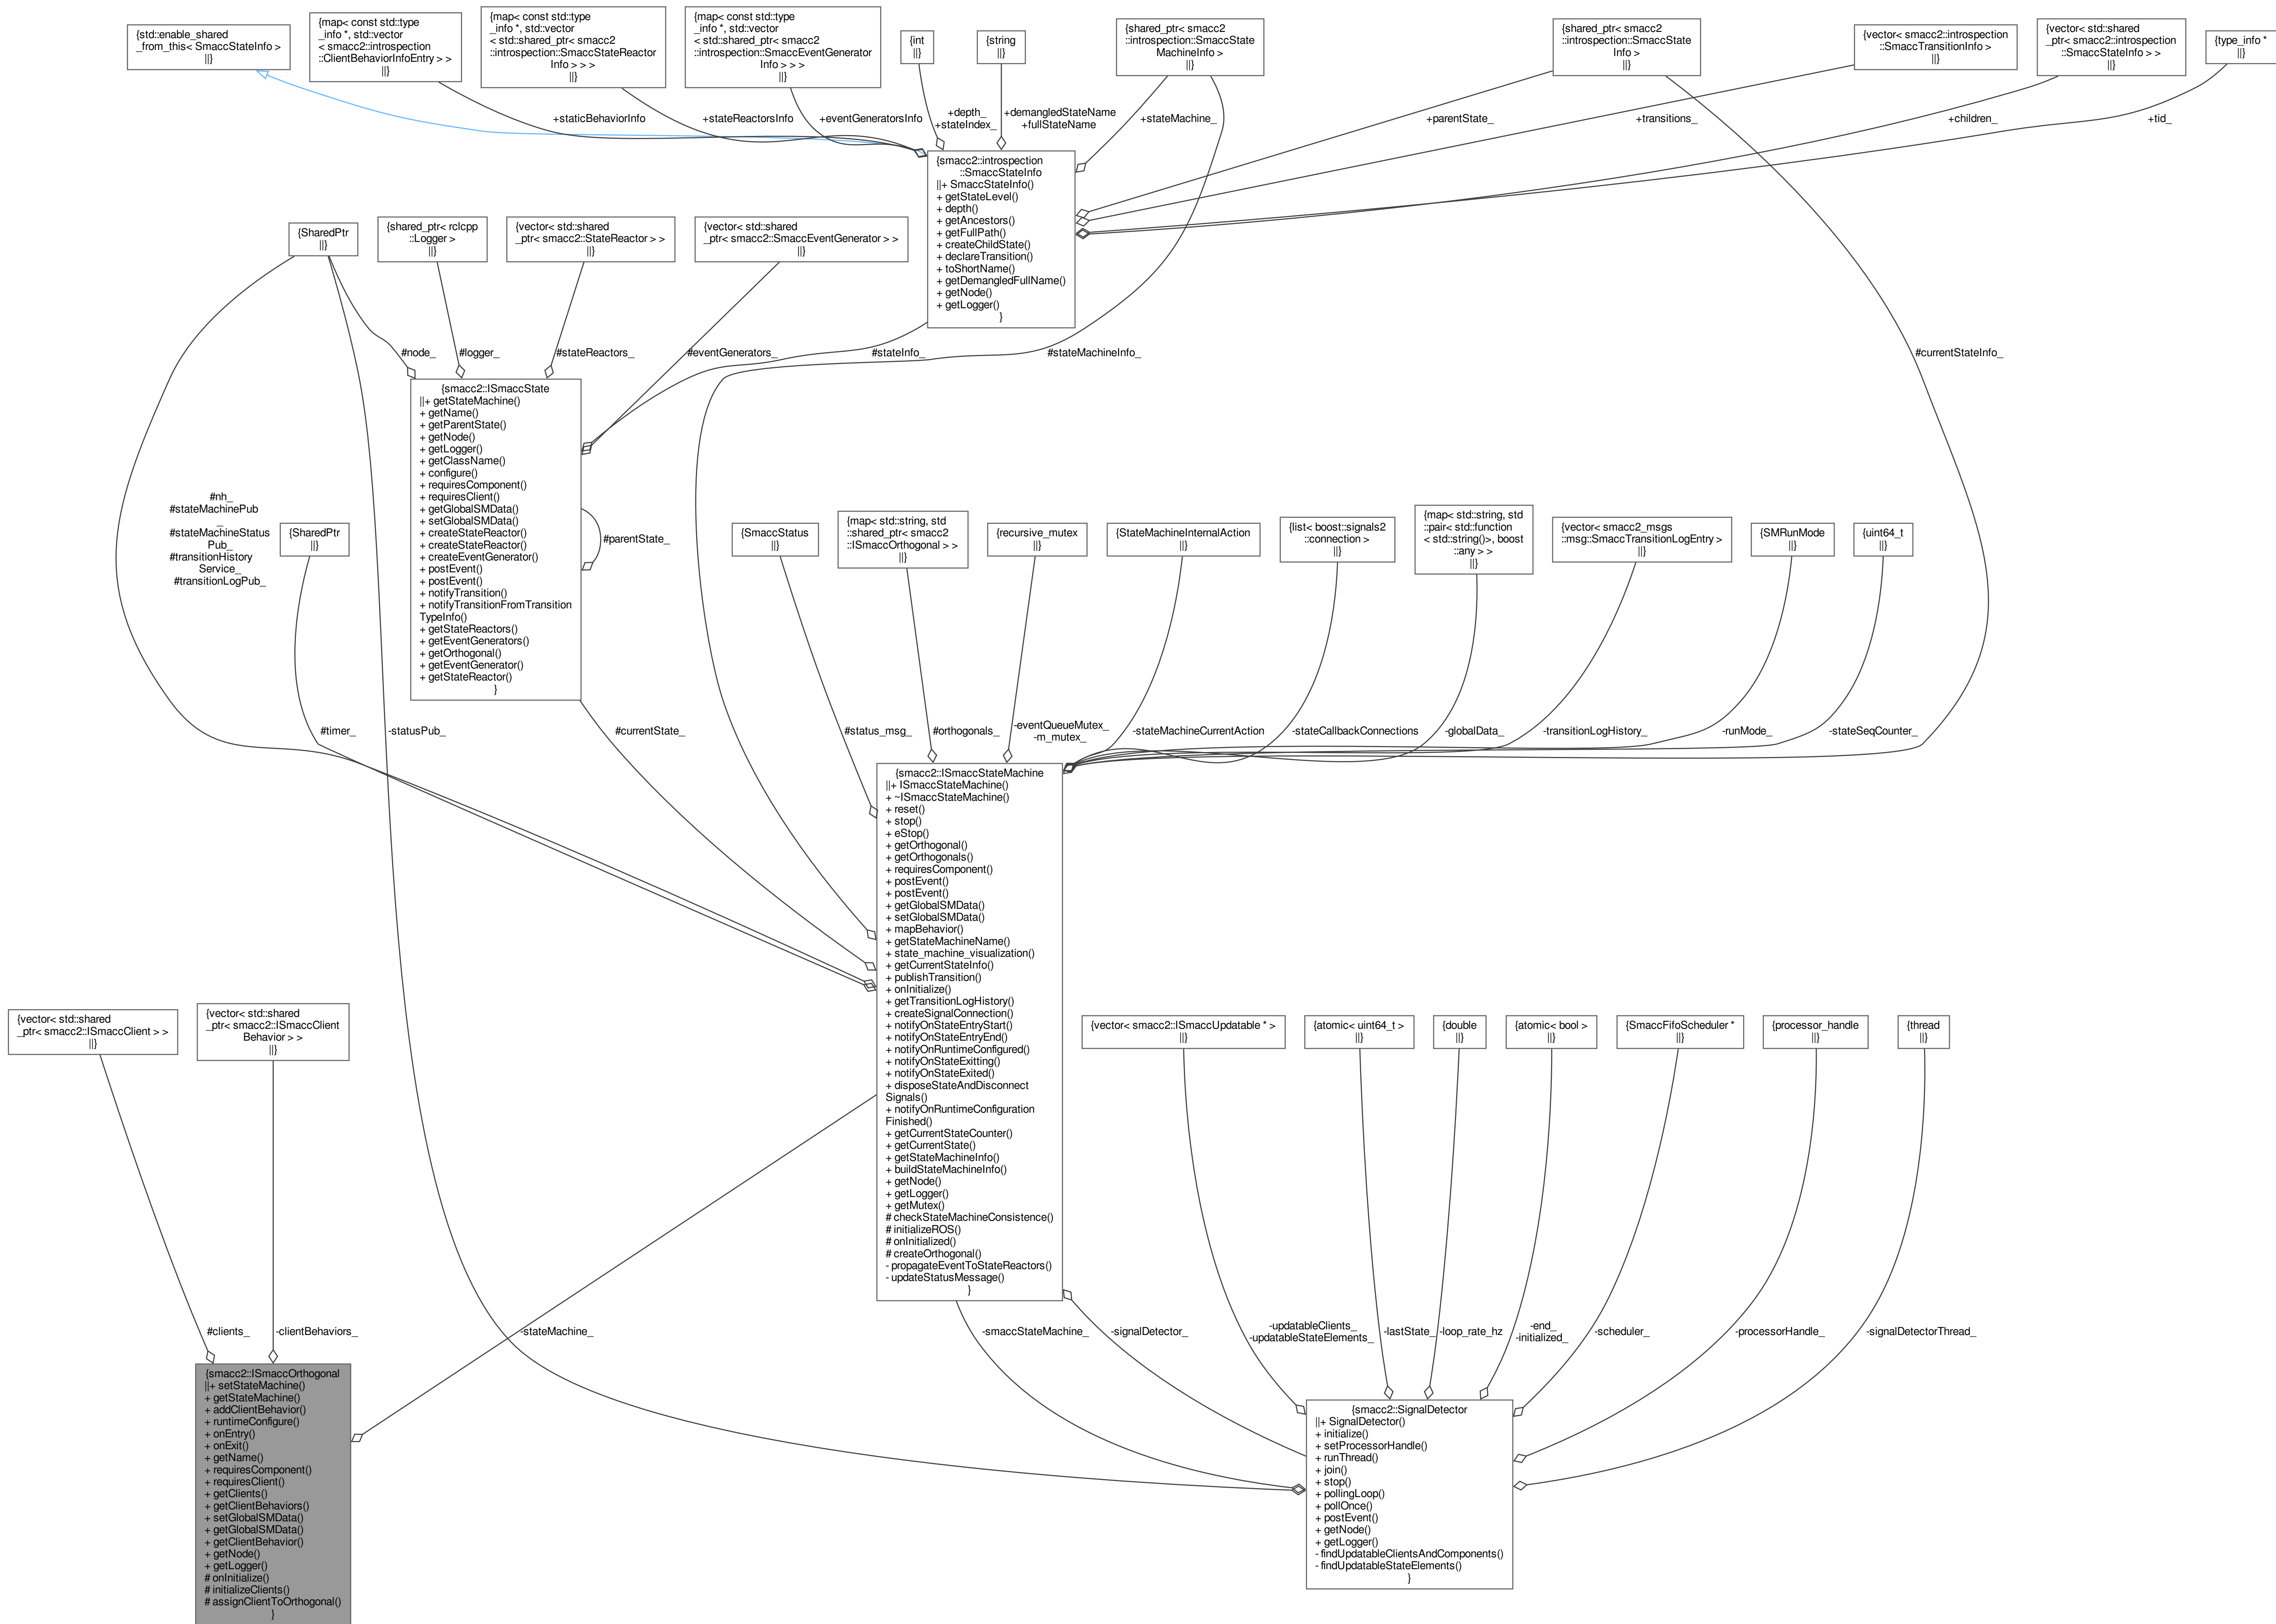 {std::enable_shared
_from_this< SmaccStateInfo >
||}
{map< const std::type
_info *, std::vector
< smacc2::introspection
::ClientBehaviorInfoEntry > >
||}
{map< const std::type
_info *, std::vector
< std::shared_ptr< smacc2
::introspection::SmaccStateReactor
Info > > >
||}
{map< const std::type
_info *, std::vector
< std::shared_ptr< smacc2
::introspection::SmaccEventGenerator
Info > > >
||}
{int
||}
{string
||}
{shared_ptr< smacc2
::introspection::SmaccState
MachineInfo >
||}
{shared_ptr< smacc2
::introspection::SmaccState
Info >
||}
{vector< smacc2::introspection
::SmaccTransitionInfo >
||}
{vector< std::shared
_ptr< smacc2::introspection
::SmaccStateInfo > >
||}
{type_info *
||}
+staticBehaviorInfo
+stateReactorsInfo
+eventGeneratorsInfo
+depth_
+stateIndex_
+demangledStateName
+fullStateName
+stateMachine_
+parentState_
+transitions_
+children_
+tid_
{smacc2::introspection
::SmaccStateInfo
||+ SmaccStateInfo()
+ getStateLevel()
+ depth()
+ getAncestors()
+ getFullPath()
+ createChildState()
+ declareTransition()
+ toShortName()
+ getDemangledFullName()
+ getNode()
+ getLogger()
}
{SharedPtr
||}
{shared_ptr< rclcpp
::Logger >
||}
{vector< std::shared
_ptr< smacc2::StateReactor > >
||}
{vector< std::shared
_ptr< smacc2::SmaccEventGenerator > >
||}
#node_
#logger_
#stateReactors_
#eventGenerators_
#stateInfo_
#stateMachineInfo_
#currentStateInfo_
{smacc2::ISmaccState
||+ getStateMachine()
+ getName()
+ getParentState()
+ getNode()
+ getLogger()
+ getClassName()
+ configure()
+ requiresComponent()
+ requiresClient()
+ getGlobalSMData()
+ setGlobalSMData()
+ createStateReactor()
+ createStateReactor()
+ createEventGenerator()
+ postEvent()
+ postEvent()
+ notifyTransition()
+ notifyTransitionFromTransition
TypeInfo()
+ getStateReactors()
+ getEventGenerators()
+ getOrthogonal()
+ getEventGenerator()
+ getStateReactor()
}
#parentState_
#nh_
#stateMachinePub
_
#stateMachineStatus
Pub_
#transitionHistory
Service_
#transitionLogPub_
{SharedPtr
||}
{SmaccStatus
||}
{map< std::string, std
::shared_ptr< smacc2
::ISmaccOrthogonal > >
||}
{recursive_mutex
||}
{StateMachineInternalAction
||}
{list< boost::signals2
::connection >
||}
{map< std::string, std
::pair< std::function
< std::string()>, boost
::any > >
||}
{vector< smacc2_msgs
::msg::SmaccTransitionLogEntry >
||}
{SMRunMode
||}
{uint64_t
||}
#timer_
-statusPub_
#currentState_
#status_msg_
#orthogonals_
-eventQueueMutex_
-m_mutex_
-stateMachineCurrentAction
-stateCallbackConnections
-globalData_
-transitionLogHistory_
-runMode_
-stateSeqCounter_
{smacc2::ISmaccStateMachine
||+ ISmaccStateMachine()
+ ~ISmaccStateMachine()
+ reset()
+ stop()
+ eStop()
+ getOrthogonal()
+ getOrthogonals()
+ requiresComponent()
+ postEvent()
+ postEvent()
+ getGlobalSMData()
+ setGlobalSMData()
+ mapBehavior()
+ getStateMachineName()
+ state_machine_visualization()
+ getCurrentStateInfo()
+ publishTransition()
+ onInitialize()
+ getTransitionLogHistory()
+ createSignalConnection()
+ notifyOnStateEntryStart()
+ notifyOnStateEntryEnd()
+ notifyOnRuntimeConfigured()
+ notifyOnStateExitting()
+ notifyOnStateExited()
+ disposeStateAndDisconnect
Signals()
+ notifyOnRuntimeConfiguration
Finished()
+ getCurrentStateCounter()
+ getCurrentState()
+ getStateMachineInfo()
+ buildStateMachineInfo()
+ getNode()
+ getLogger()
+ getMutex()
# checkStateMachineConsistence()
# initializeROS()
# onInitialized()
# createOrthogonal()
- propagateEventToStateReactors()
- updateStatusMessage()
}
{vector< std::shared
_ptr< smacc2::ISmaccClient > >
||}
{vector< std::shared
_ptr< smacc2::ISmaccClient
Behavior > >
||}
{vector< smacc2::ISmaccUpdatable * >
||}
{atomic< uint64_t >
||}
{double
||}
{atomic< bool >
||}
{SmaccFifoScheduler *
||}
{processor_handle
||}
{thread
||}
#clients_
-clientBehaviors_
-stateMachine_
-smaccStateMachine_
-signalDetector_
-updatableClients_
-updatableStateElements_
-lastState_
-loop_rate_hz
-end_
-initialized_
-scheduler_
-processorHandle_
-signalDetectorThread_
{smacc2::ISmaccOrthogonal
||+ setStateMachine()
+ getStateMachine()
+ addClientBehavior()
+ runtimeConfigure()
+ onEntry()
+ onExit()
+ getName()
+ requiresComponent()
+ requiresClient()
+ getClients()
+ getClientBehaviors()
+ setGlobalSMData()
+ getGlobalSMData()
+ getClientBehavior()
+ getNode()
+ getLogger()
# onInitialize()
# initializeClients()
# assignClientToOrthogonal()
}
{smacc2::SignalDetector
||+ SignalDetector()
+ initialize()
+ setProcessorHandle()
+ runThread()
+ join()
+ stop()
+ pollingLoop()
+ pollOnce()
+ postEvent()
+ getNode()
+ getLogger()
- findUpdatableClientsAndComponents()
- findUpdatableStateElements()
}